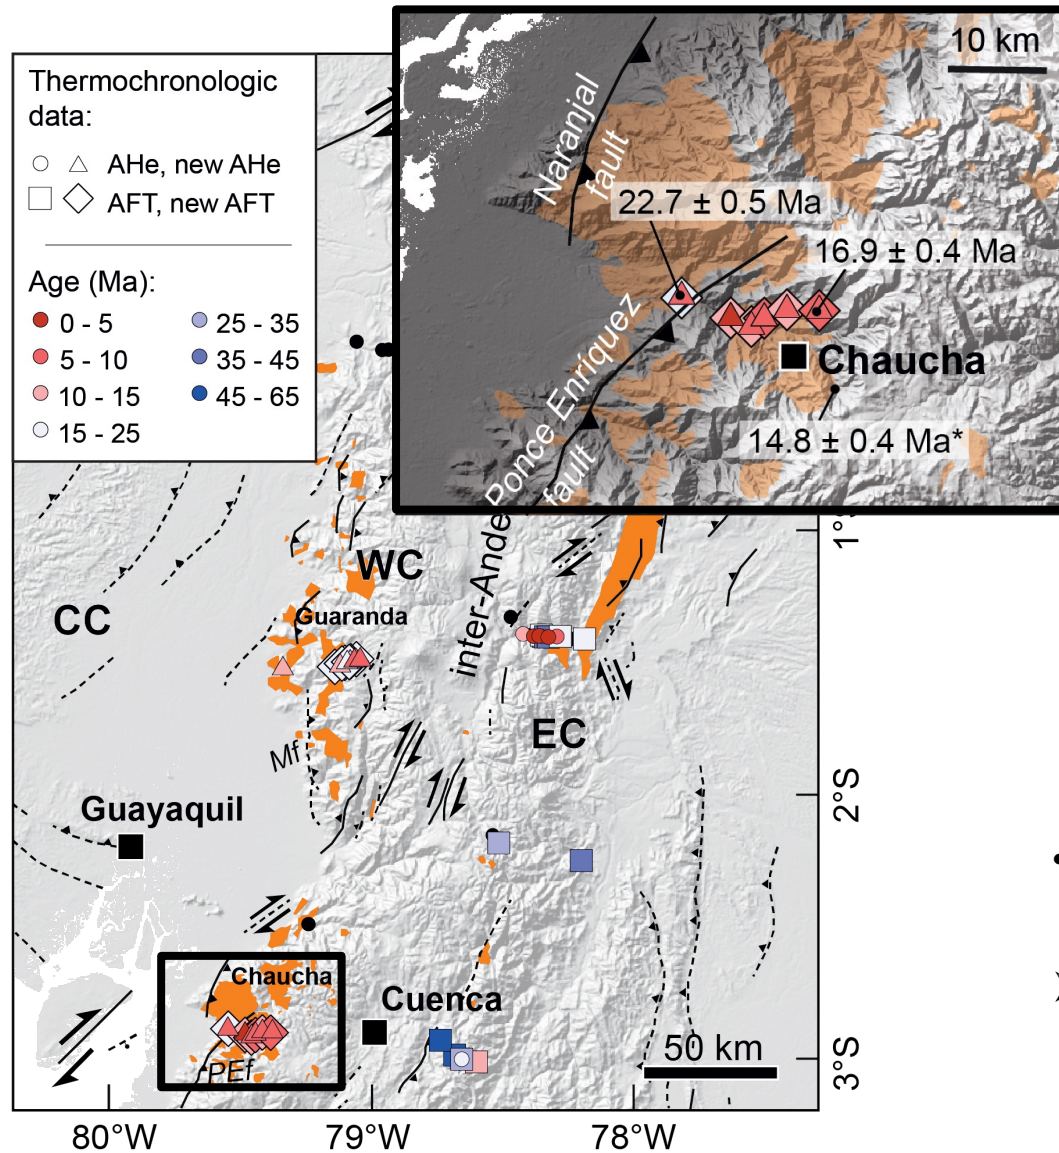 Thermochronologic
data:
AHe, new AHe
AFT, new AFT
Age (Ma):
0 - 5
5 - 10
10 - 15
15 - 25
25 - 35
35 - 45
45 - 65
10 km
Naranjal
fault
22.7 ± 0.5 Ma
16.9 ± 0.4 Ma
Chaucha
14.8 ± 0.4 Ma*
Ponce Enriquez
fault
CC
WC
Guaranda
inter-Ande
EC
Mf
Guayaquil
Chaucha
PEf
Cuenca
50 km
1°
2°S
3°S
80°W
79°W
78°W